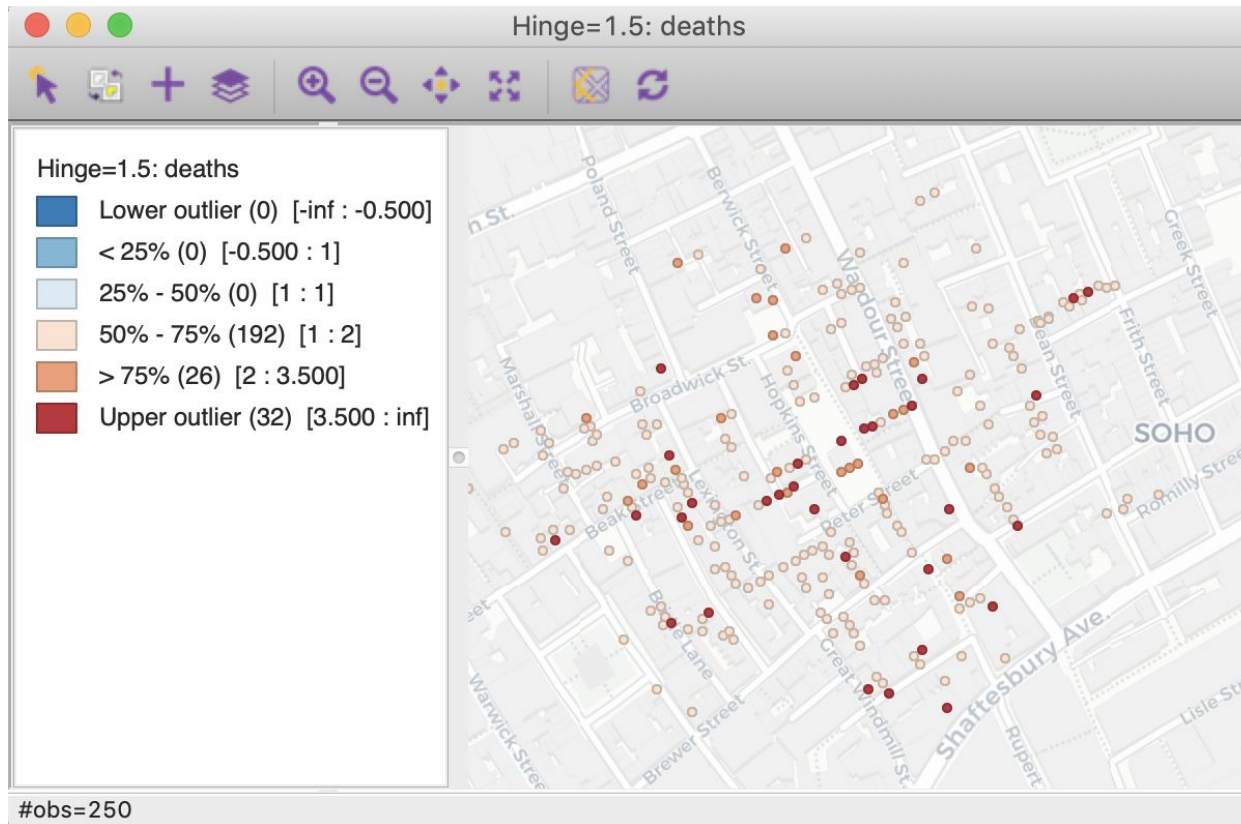 Hinge=1.5: deaths
Hinge=1.5: deaths
Lower outlier (0) [-inf : -0.500]
< 25% (0) [-0.500 : 1]
25% - 50% (0) [1 : 1]
50% - 75% (192) [1 : 2]
> 75% (26) [2 : 3.500]
Upper outlier (32) [3.500 : inf]
n St.
Poland Street
Berwick Street
Wardour Street
Greek Street
Frith Street
Dean Street
Marshall Street
Broadwick St.
Hopkins Street
SOHO
Romilly Street
Beak Street
Lexington St.
Peter Street
Bridle Lane
Great Windmill St.
Shaftesbury Ave.
Warwick Street
Brewer Street
Rupert
Lisle St
#obs=250